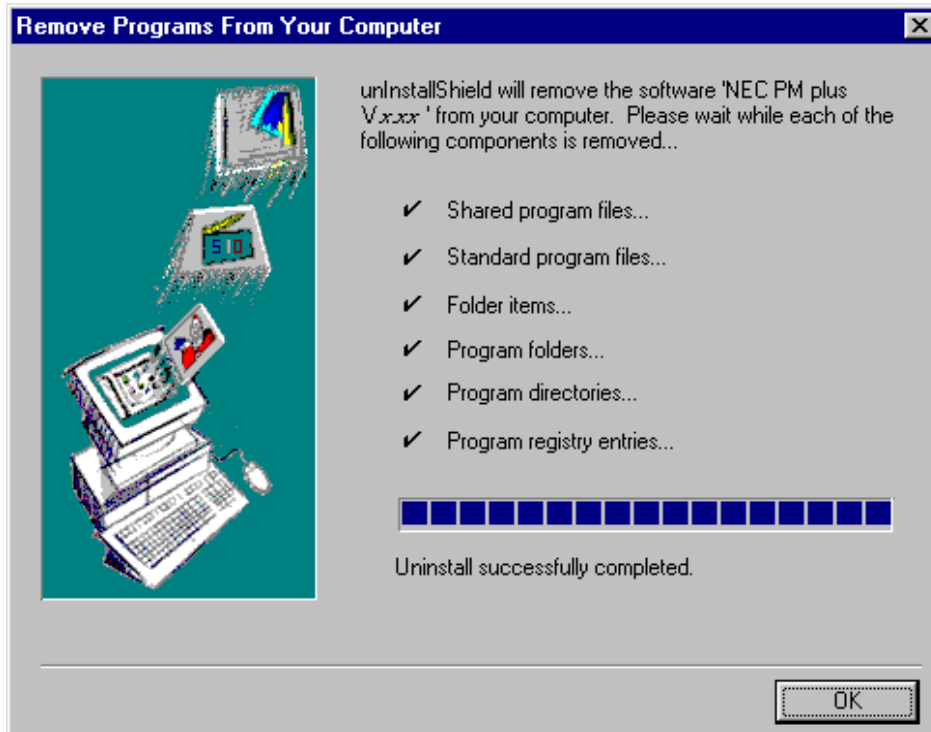 Remove Programs From Your Computer
unInstallShield will remove the software 'NEC PM plus
Vx.xx ' from your computer.  Please wait while each of the
following components is removed...
Shared program files...
Standard program files...
Folder items...
Program folders...
Program directories...
Program registry entries...
Uninstall successfully completed.
OK